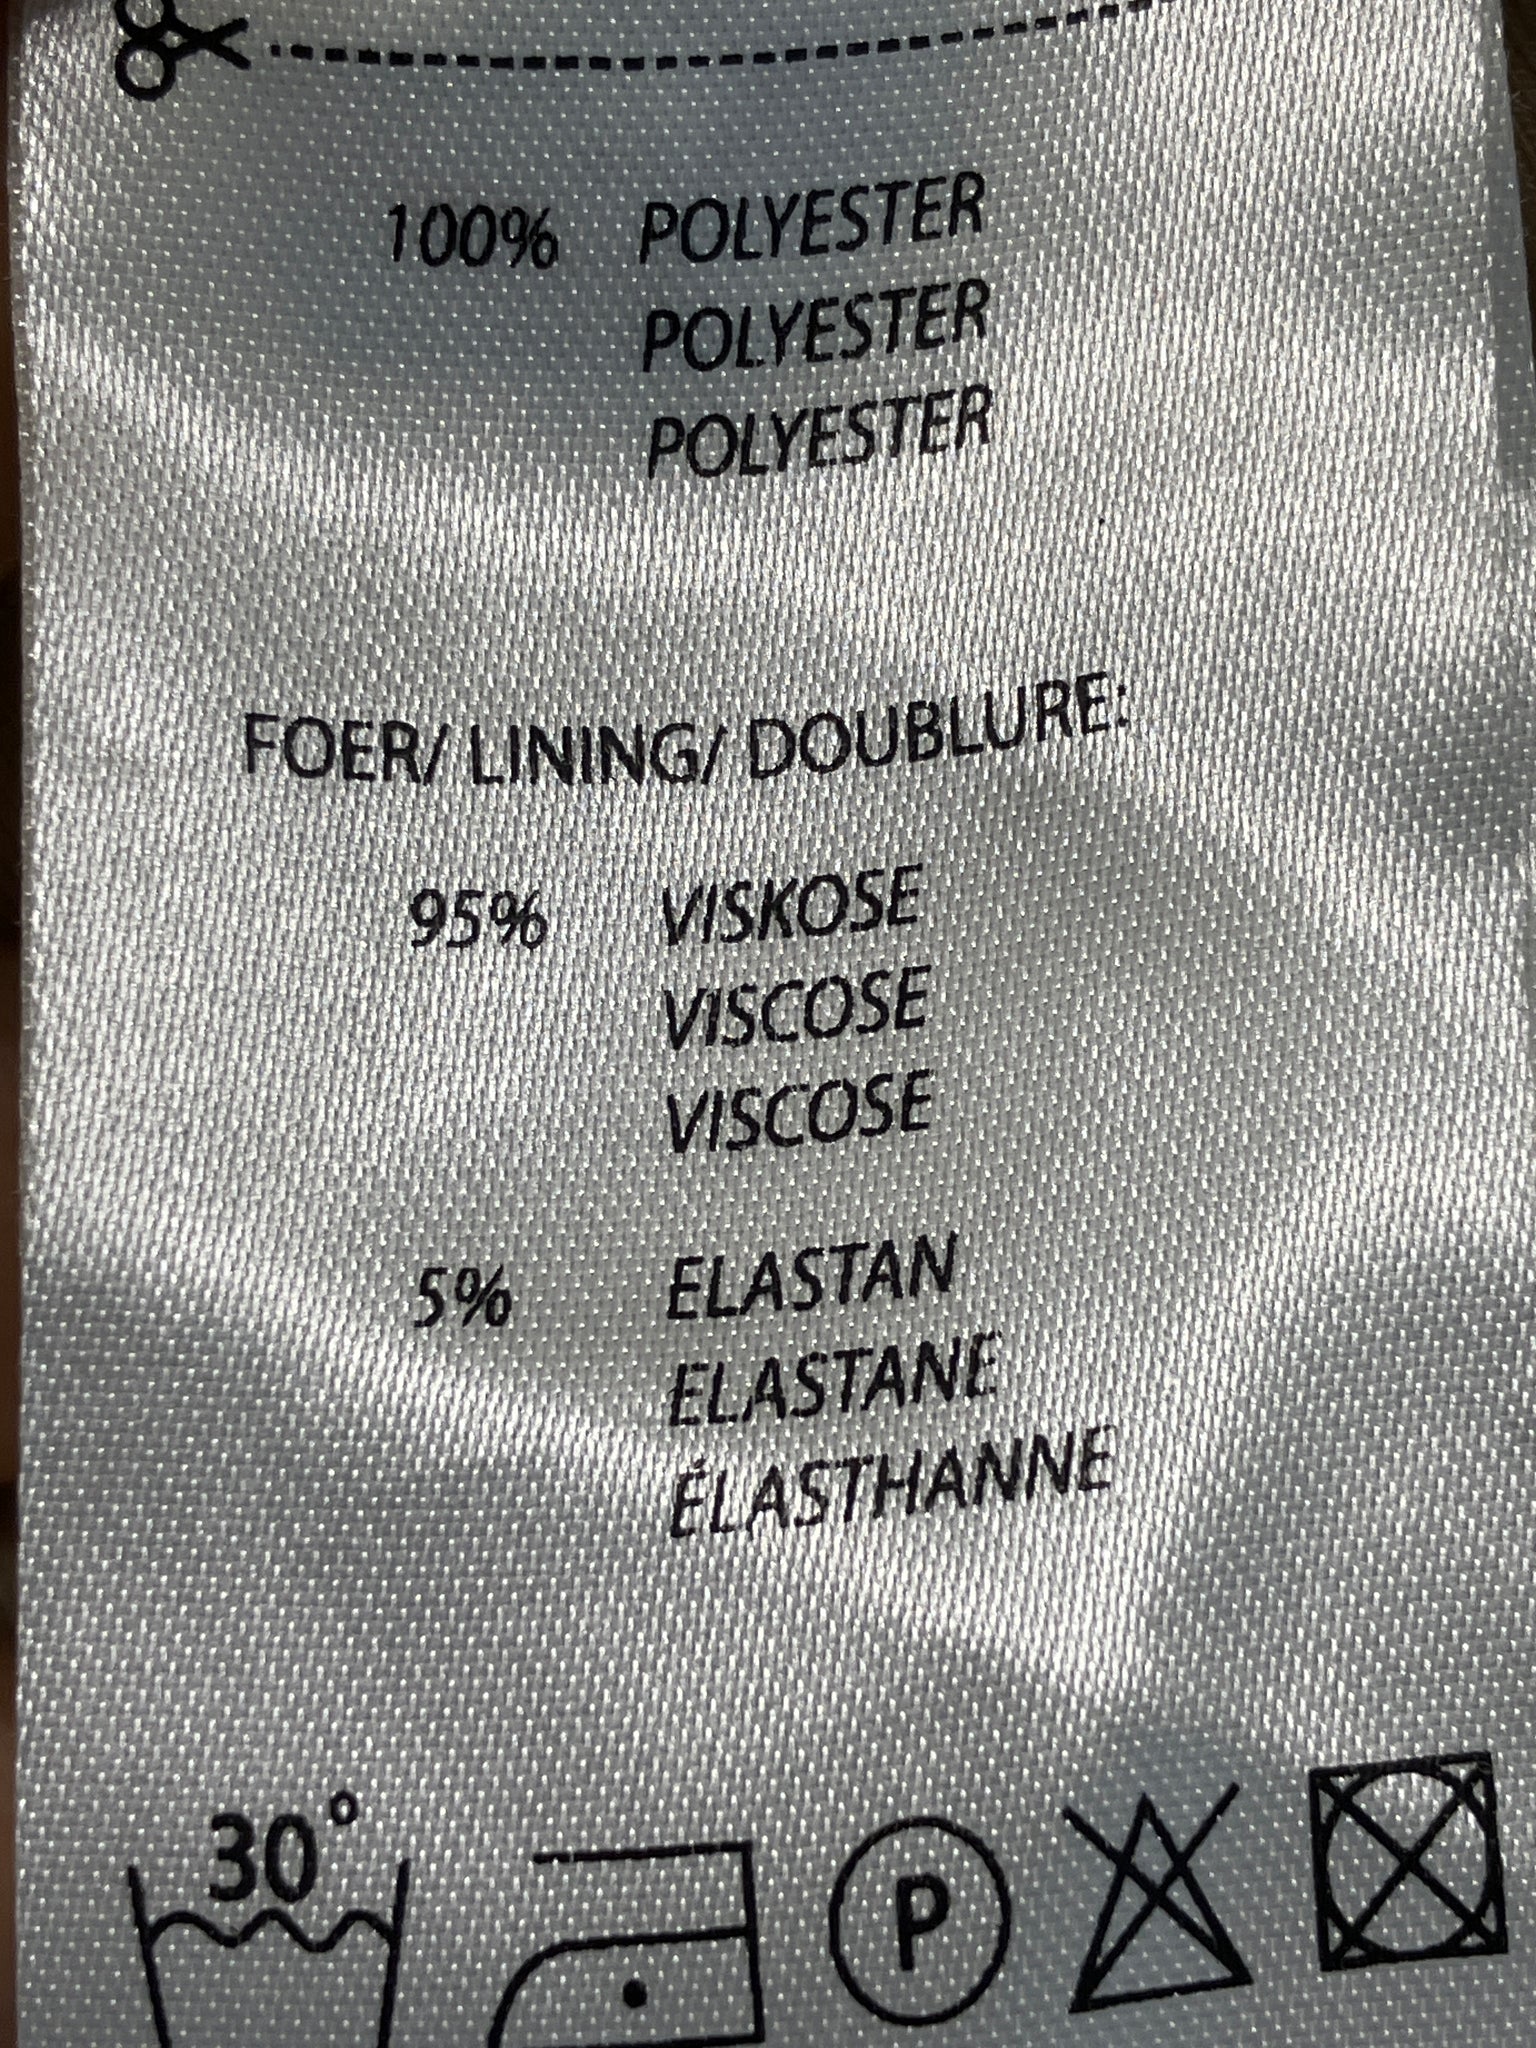 100% POLYESTER
POLYESTER
POLYESTER
FOER/ LINING/ DOUBLURE:
95% VISKOSE
VISCOSE
VISCOSE
5% ELASTAN
ELASTANE
ÉLASTHANNE
30°
P